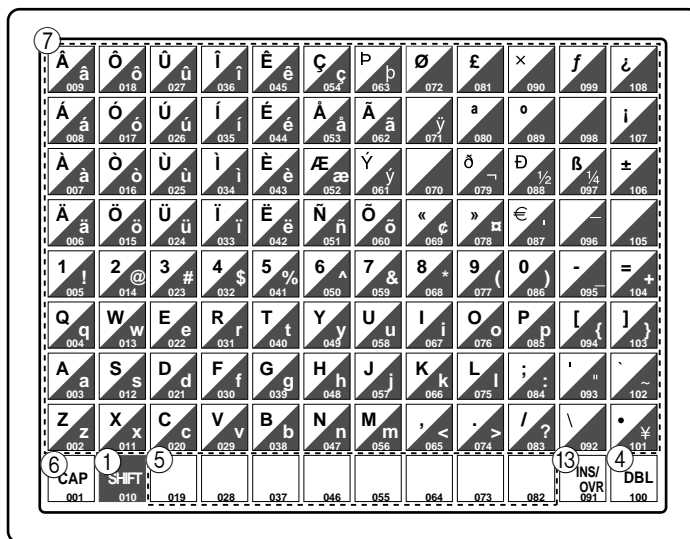 ⑦
Â â 009 Ô ô 018 Û û 027 Î î 036 Ê ê 045 Ç ç 054 Þ þ 063 Ø 072 £ 081 × 090 ƒ 099 ¿ 108
Á á 008 Ó ó 017 Ú ú 026 Í í 035 É é 044 Å å 053 Ã ã 062 ÿ 071 ª 080 º 089 098 ¡ 107
À à 007 Ò ò 016 Ù ù 025 Ì ì 034 È è 043 Æ æ 052 Ý ý 061 070 ð ¬ 079 Ð ½ 088 ß ¼ 097 ± 106
Ä ä 006 Ö ö 015 Ü ü 024 Ï ï 033 Ë ë 042 Ñ ñ 051 Õ õ 060 « ¢ 069 » ¤ 078 € ' 087 — 096 105
1 ! 005 2 @ 014 3 # 023 4 $ 032 5 % 041 6 ^ 050 7 & 059 8 * 068 9 ( 077 0 ) 086 - _ 095 = + 104
Q q 004 W w 013 E e 022 R r 031 T t 040 Y y 049 U u 058 I i 067 O o 076 P p 085 [ { 094 ] } 103
A a 003 S s 012 D d 021 F f 030 G g 039 H h 048 J j 057 K k 066 L l 075 ; : 084 ' " 093 ` ~ 102
Z z 002 X x 011 C c 020 V v 029 B b 038 N n 047 M m 056 , < 065 . > 074 / ? 083 \ 092 • ¥ 101
⑥ ① ⑤ ⑬ ④
CAP 001 SHIFT 010 019 028 037 046 055 064 073 082 INS/OVR 091 DBL 100